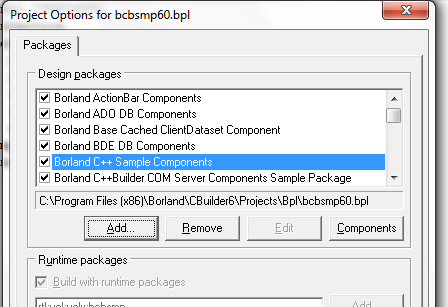 Project Options for bcbsmp60.bpl
Packages
Design packages
Borland ActionBar Components
Borland ADO DB Components
Borland Base Cached ClientDataset Component
Borland BDE DB Components
Borland C++ Sample Components
Borland C++Builder COM Server Components Sample Package
C:\Program Files (x86)\Borland\CBuilder6\Projects\Bpl\bcbsmp60.bpl
Add... Remove Edit Components
Runtime packages
Build with runtime packages
Add...